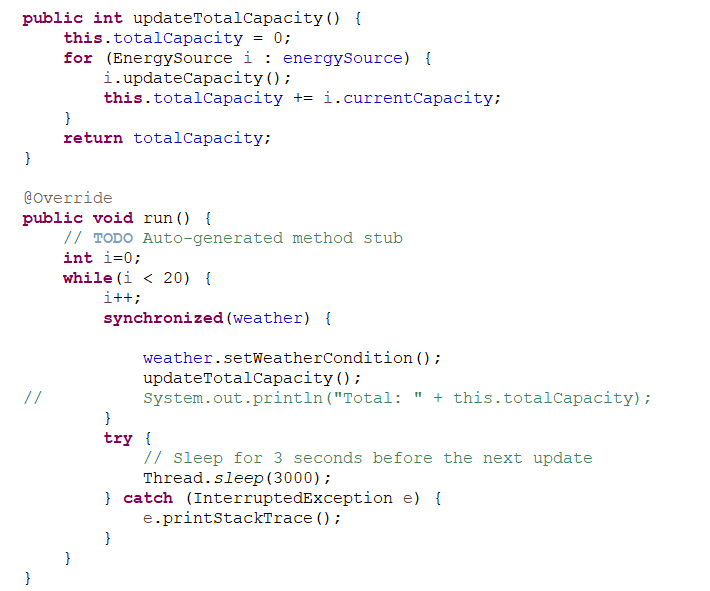 public int updateTotalCapacity() {
    this.totalCapacity = 0;
    for (EnergySource i : energySource) {
        i.updateCapacity();
        this.totalCapacity += i.currentCapacity;
    }
    return totalCapacity;
}

@Override
public void run() {
    // TODO Auto-generated method stub
    int i=0;
    while(i < 20) {
        i++;
        synchronized(weather) {

            weather.setWeatherCondition();
            updateTotalCapacity();
//          System.out.println("Total: " + this.totalCapacity);
        }
        try {
            // Sleep for 3 seconds before the next update
            Thread.sleep(3000);
        } catch (InterruptedException e) {
            e.printStackTrace();
        }
    }
}